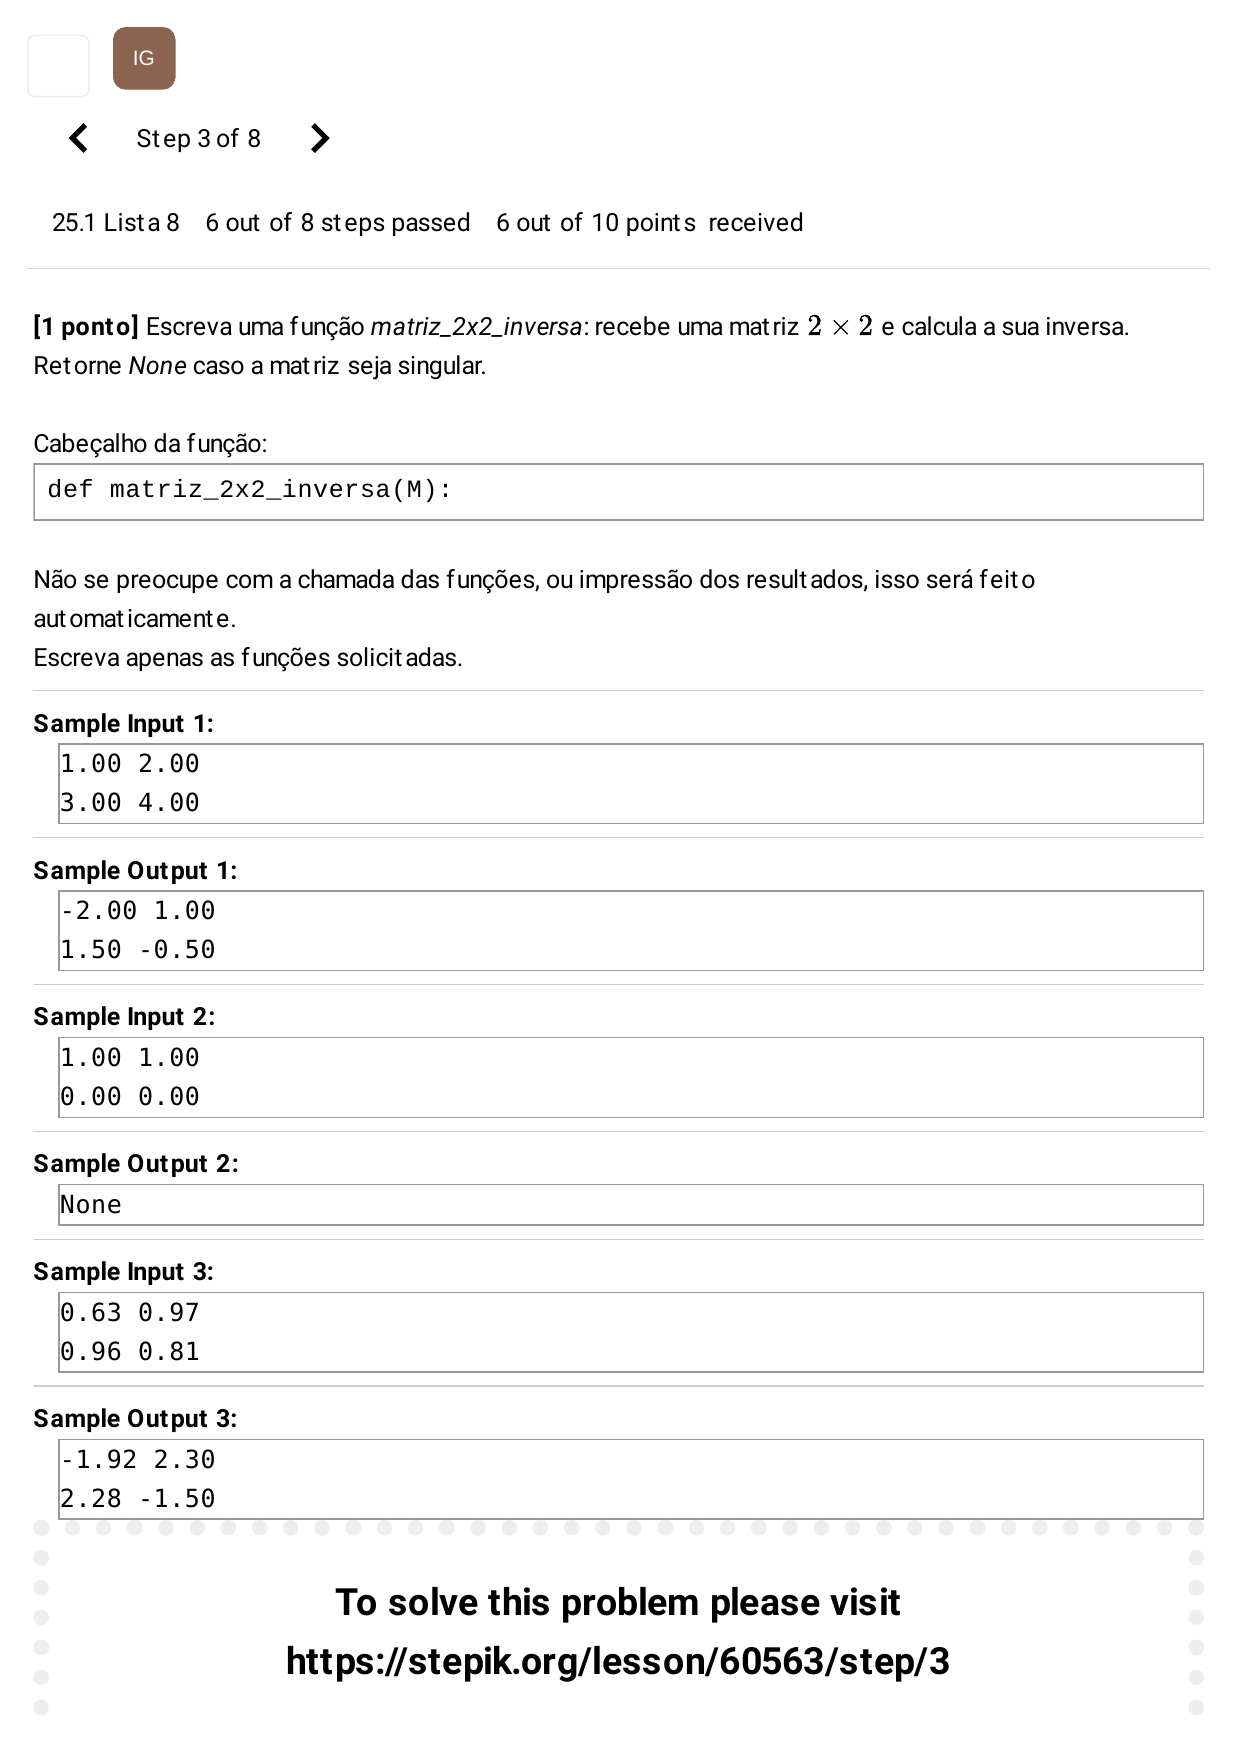 IG
Step 3 of 8
25.1 Lista 8 6 out of 8 steps passed 6 out of 10 points received
[1 ponto] Escreva uma função matriz_2x2_inversa: recebe uma matriz 2 × 2 e calcula a sua inversa.
Retorne None caso a matriz seja singular.
Cabeçalho da função:
def matriz_2x2_inversa(M):
Não se preocupe com a chamada das funções, ou impressão dos resultados, isso será feito
automaticamente.
Escreva apenas as funções solicitadas.
Sample Input 1:
1.00 2.00
3.00 4.00
Sample Output 1:
-2.00 1.00
1.50 -0.50
Sample Input 2:
1.00 1.00
0.00 0.00
Sample Output 2:
None
Sample Input 3:
0.63 0.97
0.96 0.81
Sample Output 3:
-1.92 2.30
2.28 -1.50
To solve this problem please visit
https://stepik.org/lesson/60563/step/3